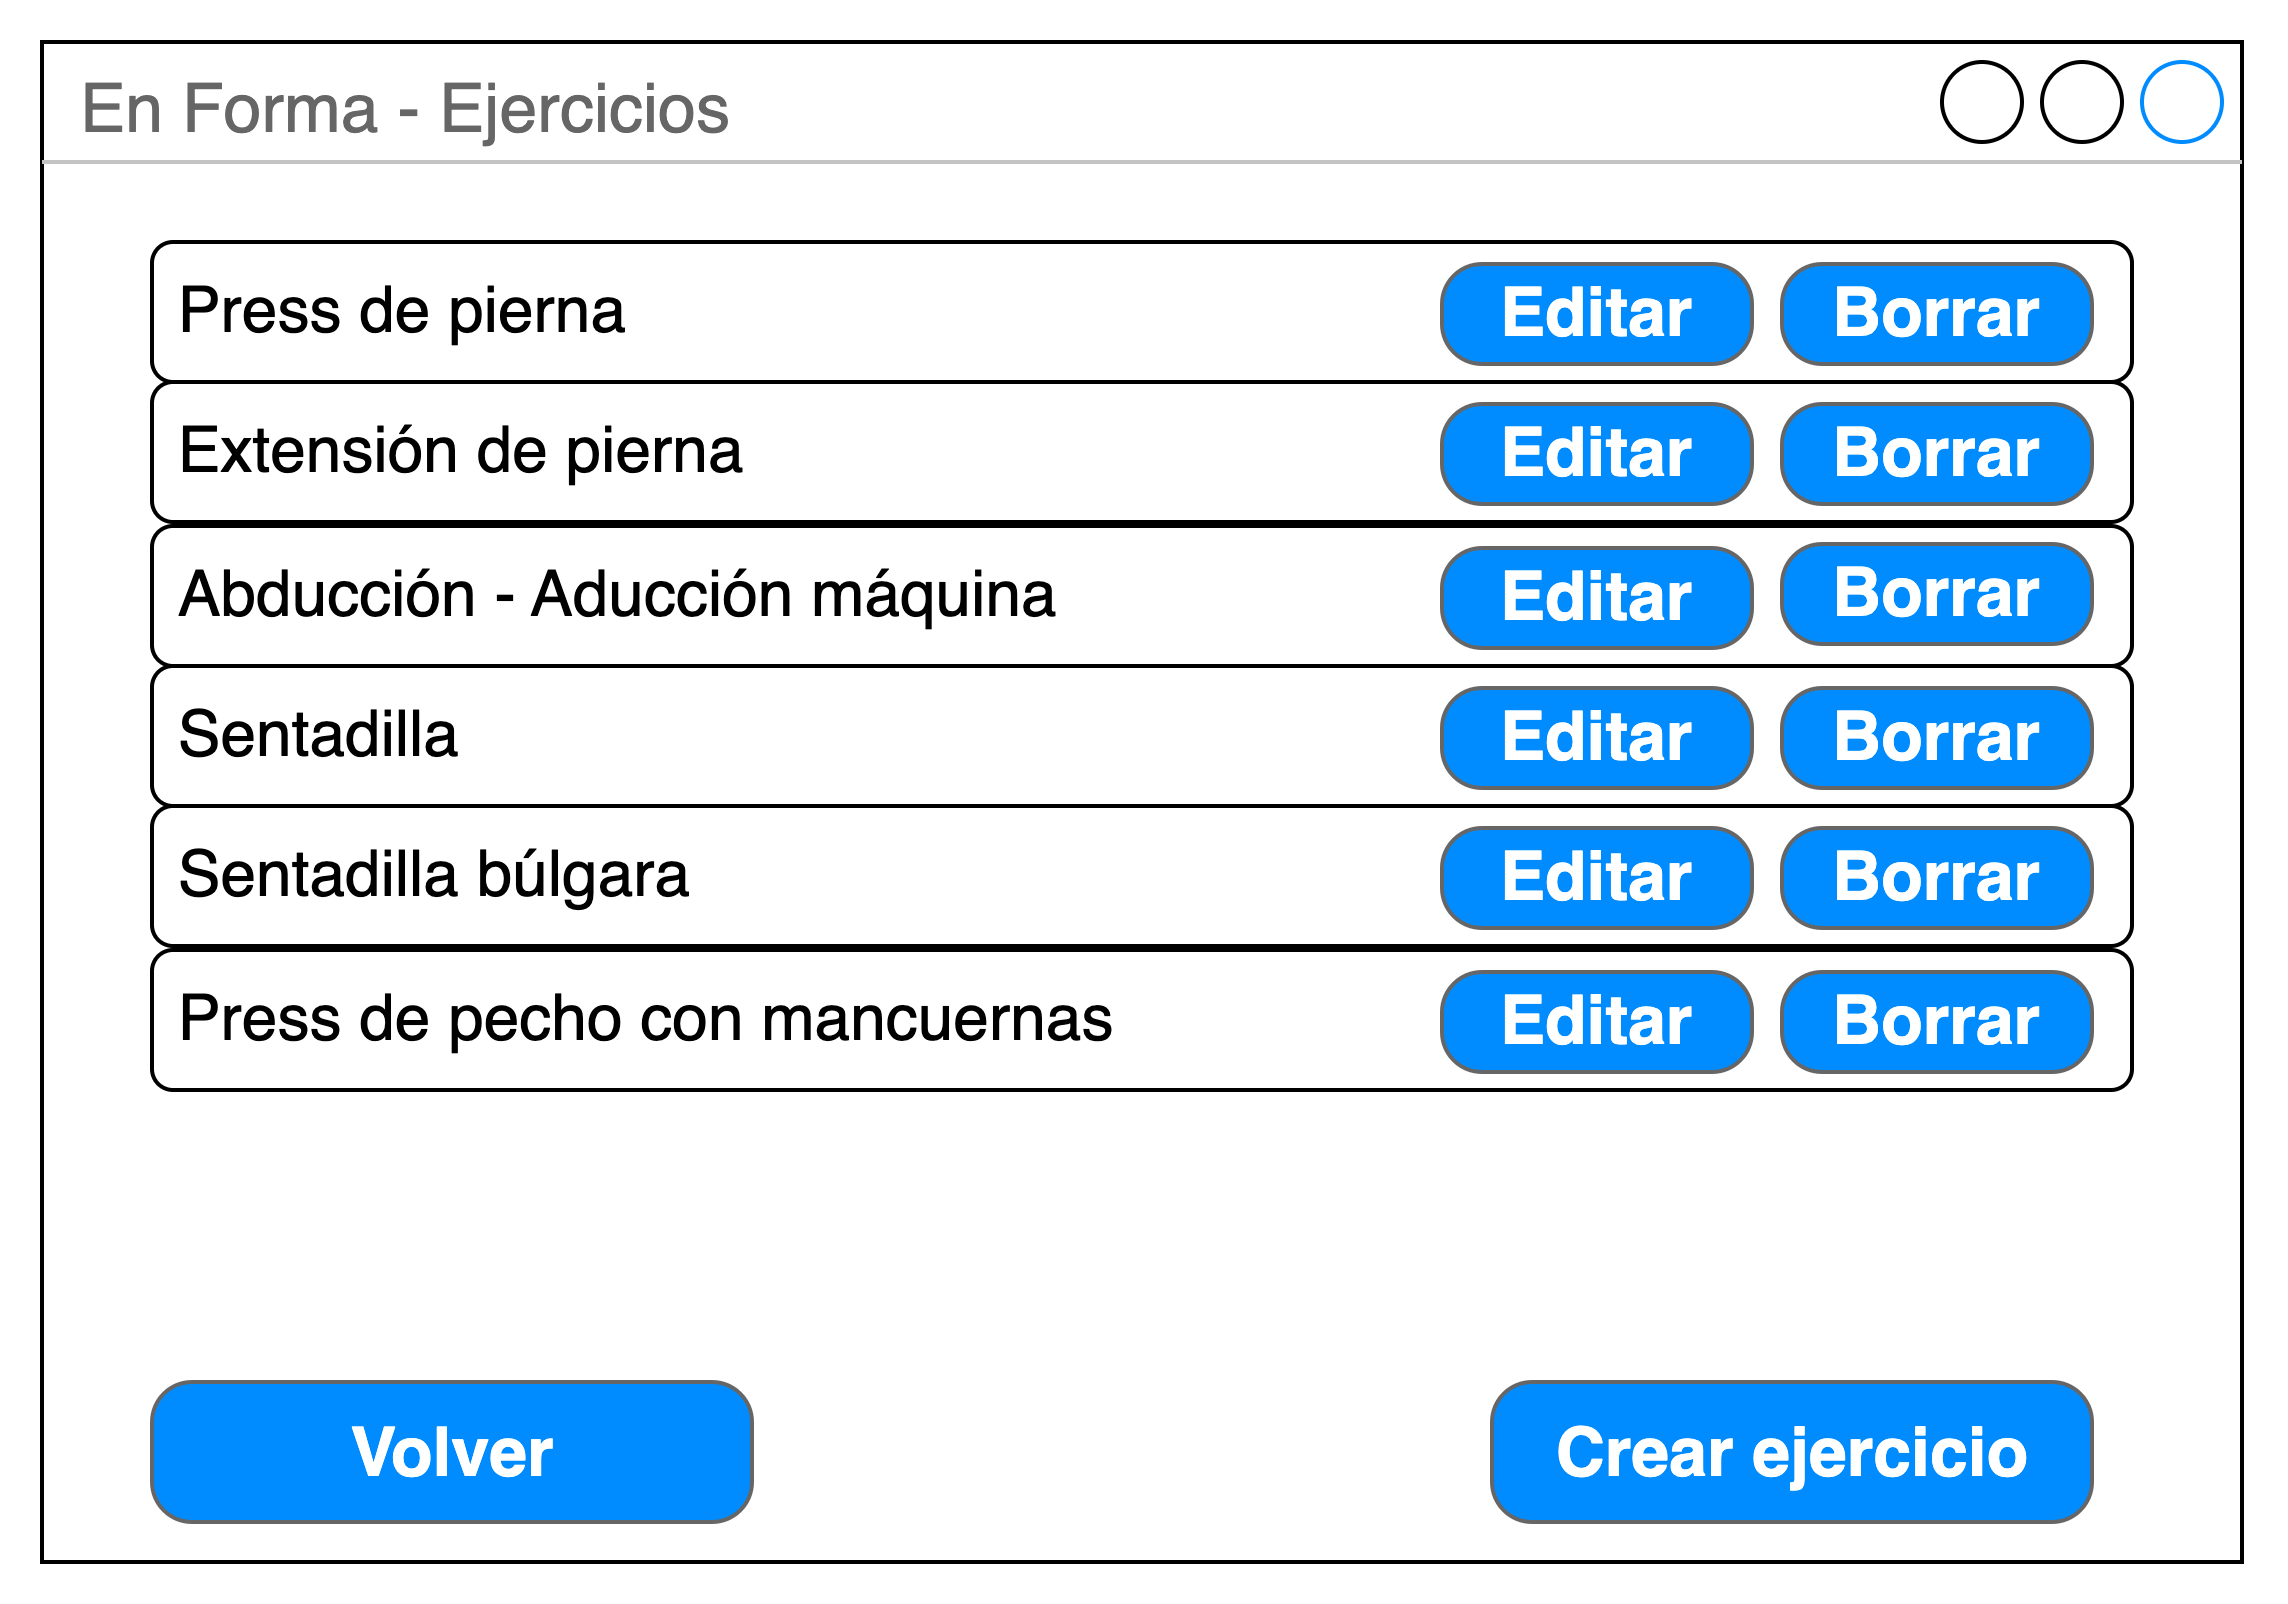 En Forma - Ejercicios
Press de pierna Editar Borrar
Extensión de pierna Editar Borrar
Abducción - Aducción máquina Editar Borrar
Sentadilla Editar Borrar
Sentadilla búlgara Editar Borrar
Press de pecho con mancuernas Editar Borrar
Volver Crear ejercicio